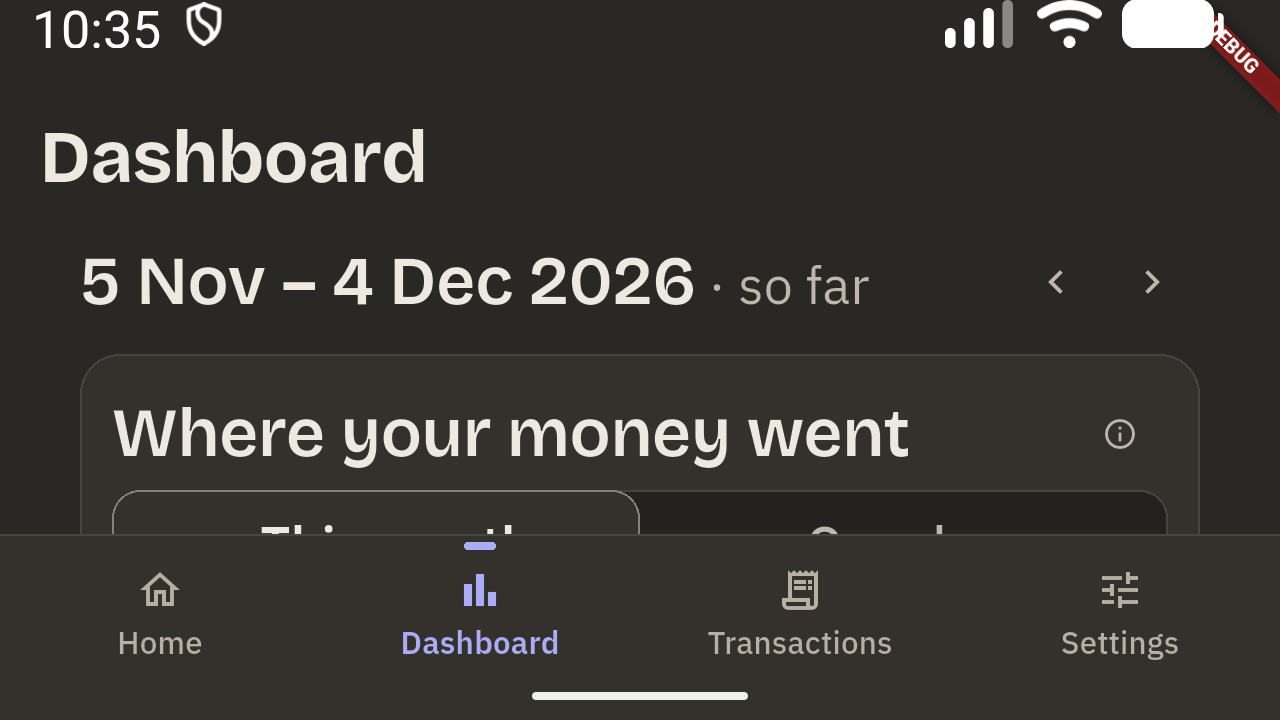 10:35
DEBUG
Dashboard
5 Nov – 4 Dec 2026 · so far
Where your money went
Home
Dashboard
Transactions
Settings